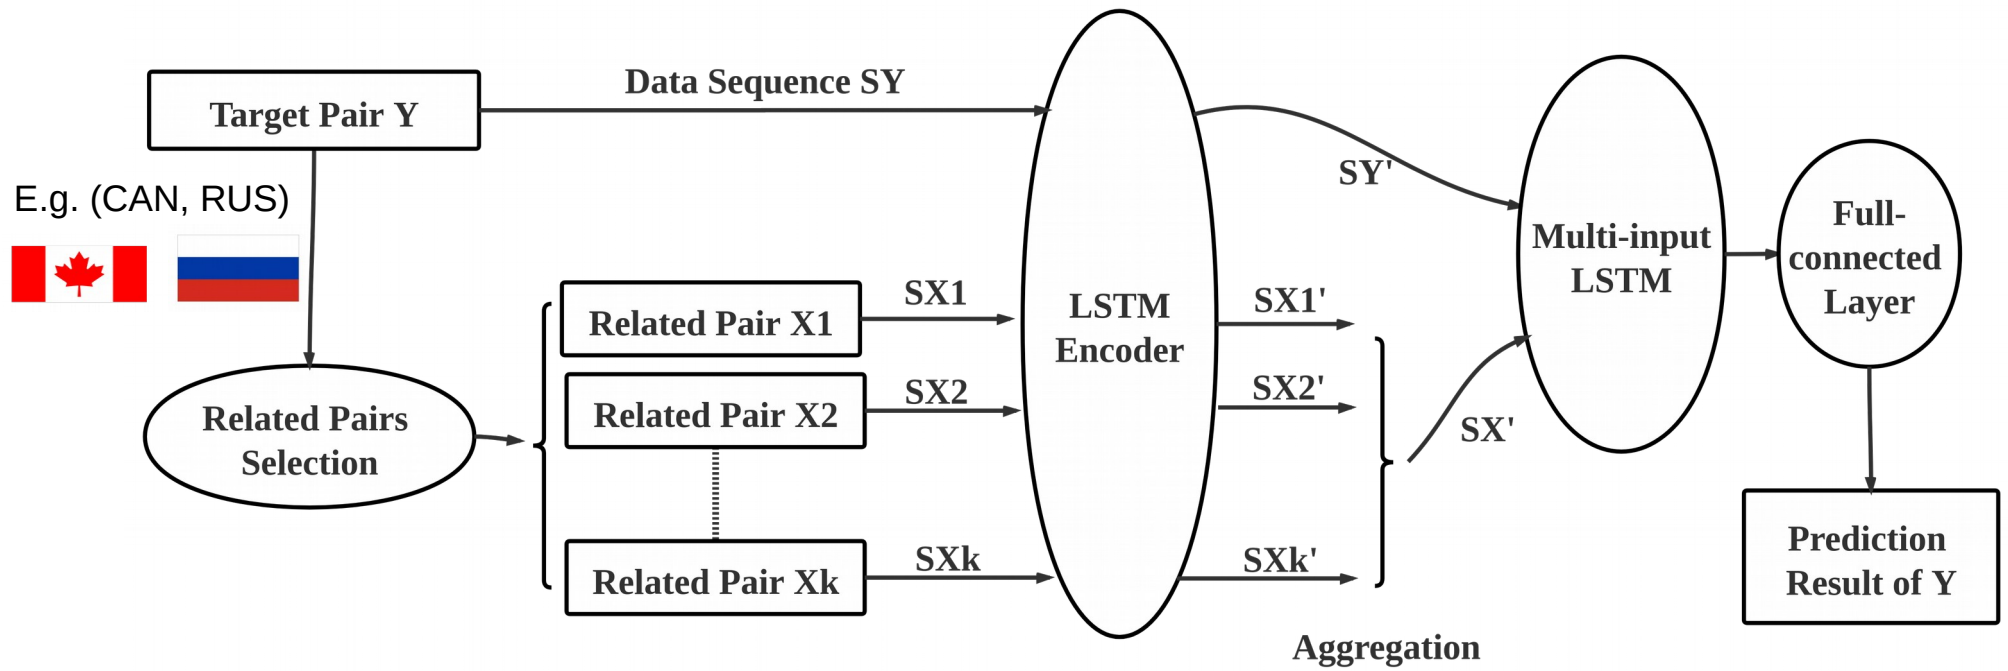 Data Sequence SY
Target Pair Y
E.g. (CAN, RUS)
SY'
Related Pairs
Selection
Related Pair X1
SX1
Related Pair X2
SX2
Related Pair Xk
SXk
LSTM
Encoder
SX1'
SX2'
SXk'
Aggregation
SX'
Multi-input
LSTM
Full-
connected
Layer
Prediction
Result of Y